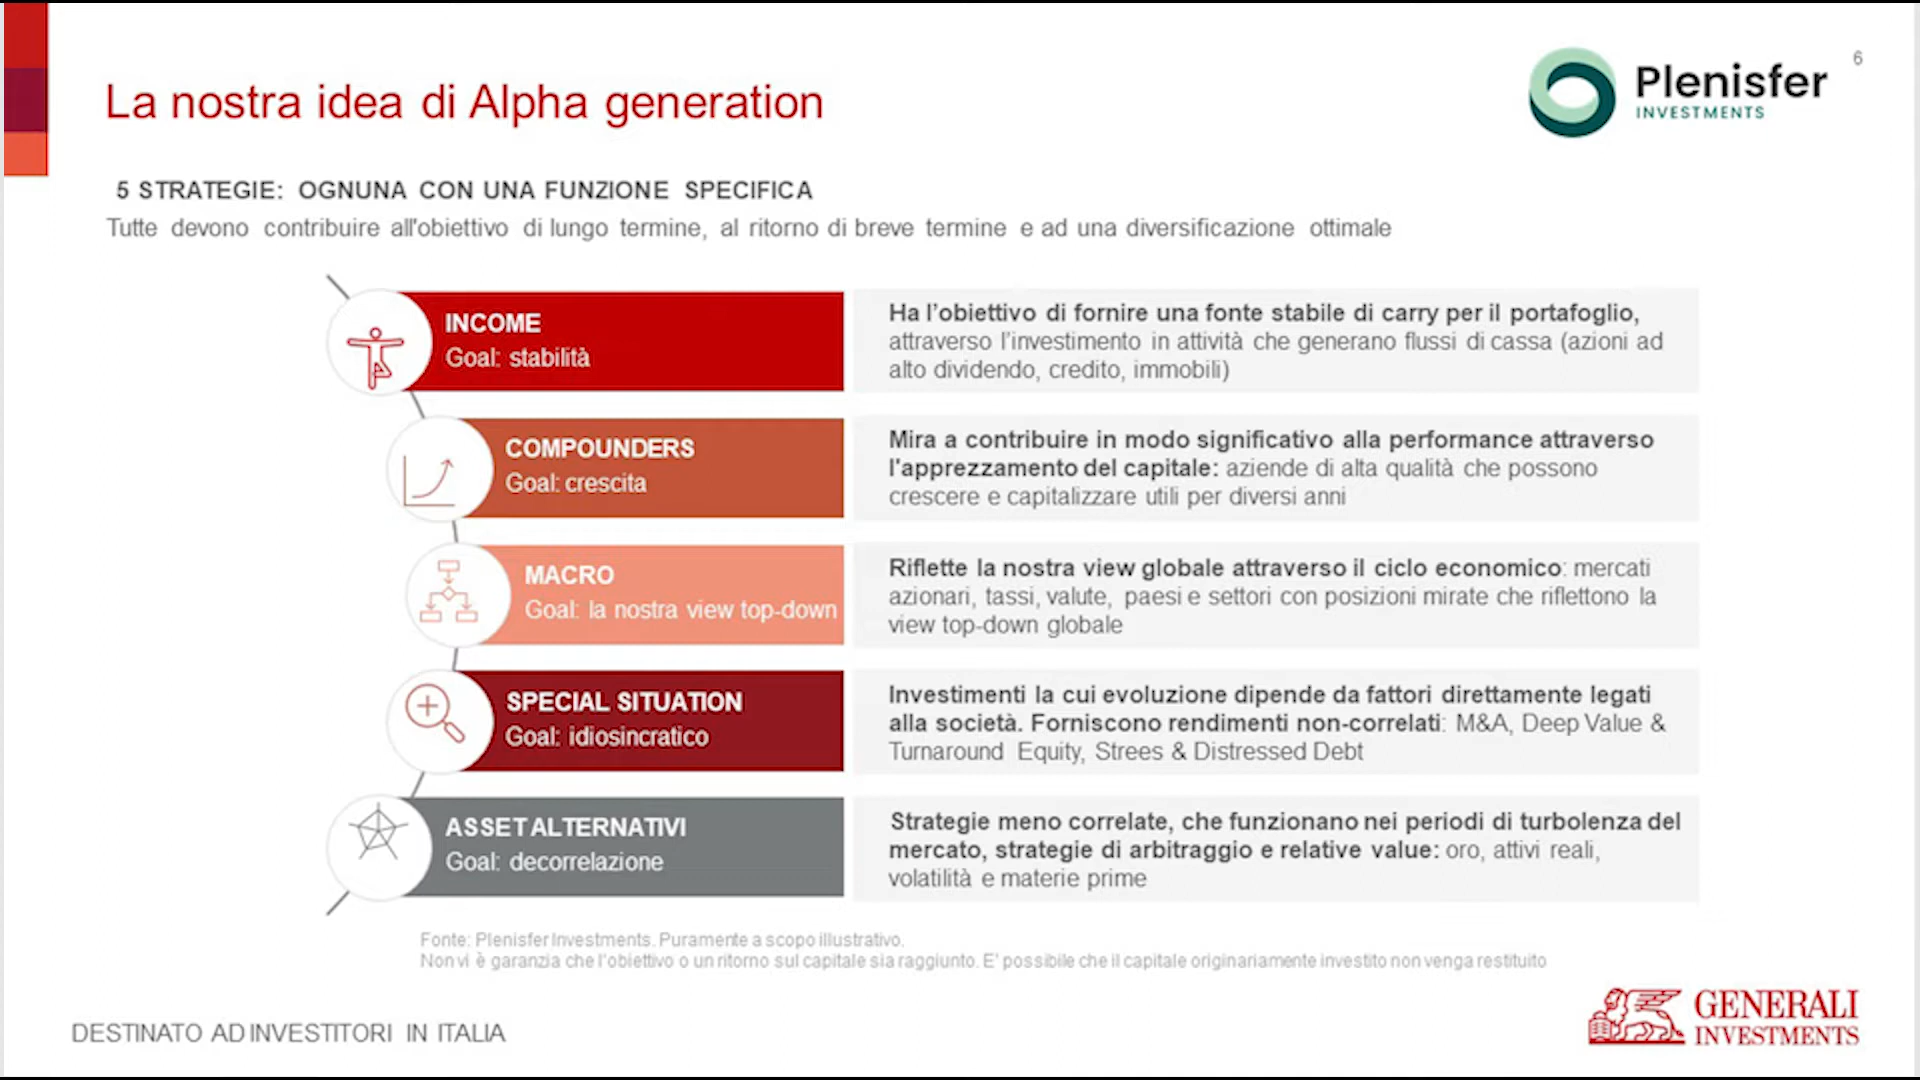 6
Plenisfer
INVESTMENTS
La nostra idea di Alpha generation
5 STRATEGIE: OGNUNA CON UNA FUNZIONE SPECIFICA
Tutte devono contribuire all'obiettivo di lungo termine, al ritorno di breve termine e ad una diversificazione ottimale
INCOME
Goal: stabilità
Ha l’obiettivo di fornire una fonte stabile di carry per il portafoglio,
attraverso l’investimento in attività che generano flussi di cassa (azioni ad
alto dividendo, credito, immobili)
COMPOUNDERS
Goal: crescita
Mira a contribuire in modo significativo alla performance attraverso
l'apprezzamento del capitale: aziende di alta qualità che possono
crescere e capitalizzare utili per diversi anni
MACRO
Goal: la nostra view top-down
Riflette la nostra view globale attraverso il ciclo economico: mercati
azionari, tassi, valute, paesi e settori con posizioni mirate che riflettono la
view top-down globale
SPECIAL SITUATION
Goal: idiosincratico
Investimenti la cui evoluzione dipende da fattori direttamente legati
alla società. Forniscono rendimenti non-correlati: M&A, Deep Value &
Turnaround Equity, Strees & Distressed Debt
ASSET ALTERNATIVI
Goal: decorrelazione
Strategie meno correlate, che funzionano nei periodi di turbolenza del
mercato, strategie di arbitraggio e relative value: oro, attivi reali,
volatilità e materie prime
Fonte: Plenisfer Investments. Puramente a scopo illustrativo.
Non vi è garanzia che l’obiettivo o un ritorno sul capitale sia raggiunto. E' possibile che il capitale originariamente investito non venga restituito
DESTINATO AD INVESTITORI IN ITALIA
GENERALI
INVESTMENTS